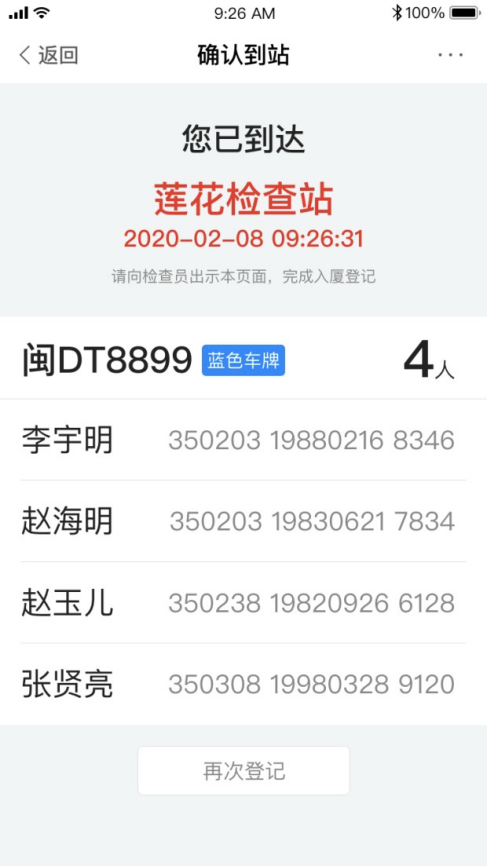 9:26 AM
100%
返回
确认到站
···
您已到达
莲花检查站
2020-02-08 09:26:31
请向检查员出示本页面，完成入厦登记
闽DT8899 蓝色车牌 4人
李宇明 350203 19880216 8346
赵海明 350203 19830621 7834
赵玉儿 350238 19820926 6128
张贤亮 350308 19980328 9120
再次登记